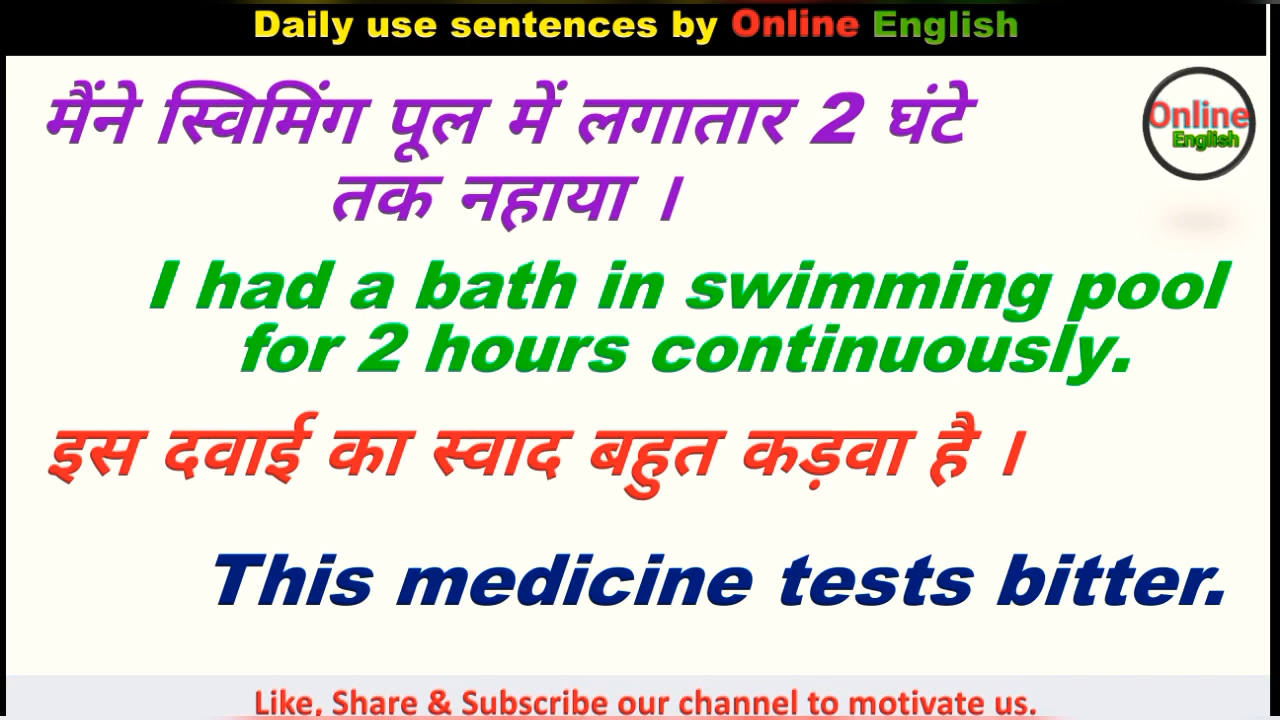 Daily use sentences by Online English
मैंने स्विमिंग पूल में लगातार 2 घंटे
तक नहाया ।
Online
English
I had a bath in swimming pool
for 2 hours continuously.
इस दवाई का स्वाद बहुत कड़वा है ।
This medicine tests bitter.
Like, Share & Subscribe our channel to motivate us.